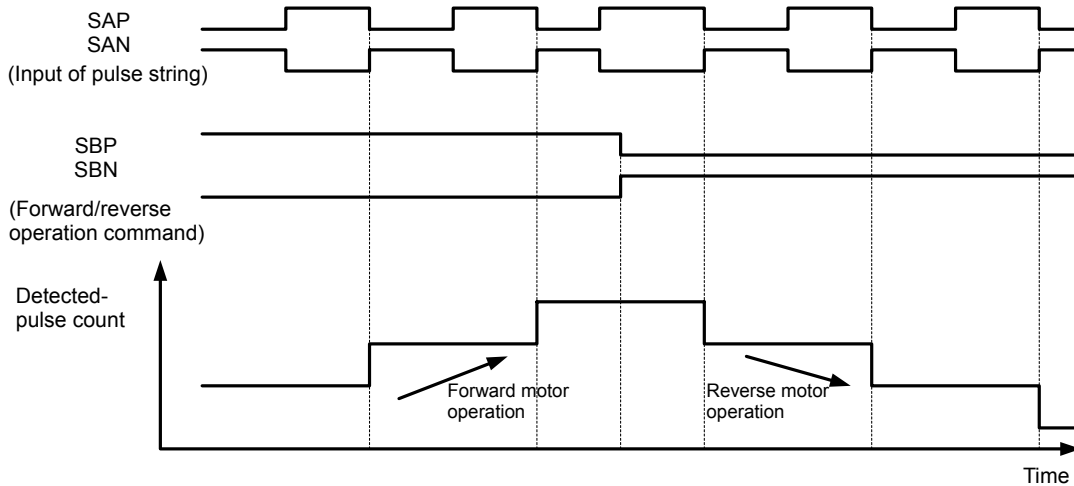 SAP
SAN
(Input of pulse string)
SBP
SBN
(Forward/reverse
operation command)
Detected-
pulse count
Forward motor
operation
Reverse motor
operation
Time